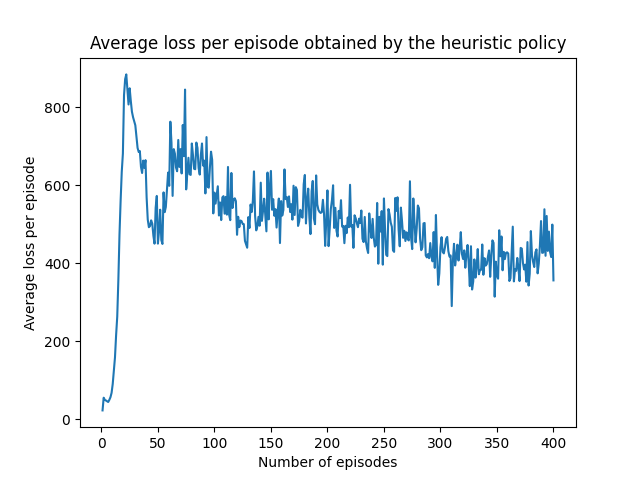 Average loss per episode obtained by the heuristic policy
800
600
400
200
0
Average loss per episode
0 50 100 150 200 250 300 350 400
Number of episodes